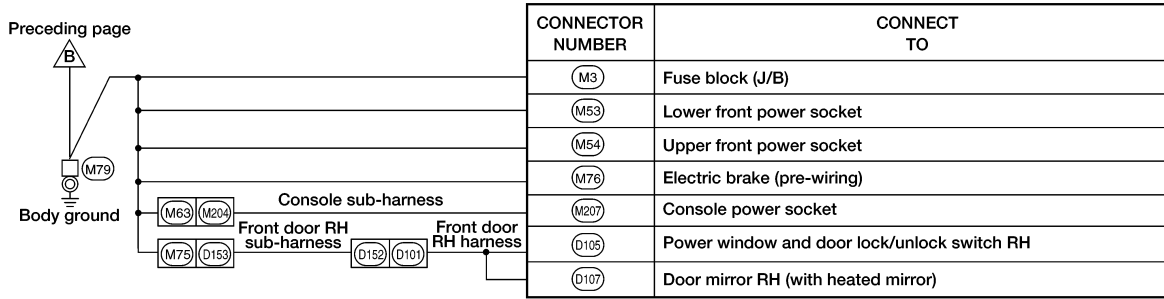 Preceding page
B
M79
Body ground
M63 M204
Console sub-harness
M75 D153
Front door RH
sub-harness
D152 D101
Front door
RH harness
CONNECTOR
NUMBER
CONNECT
TO
M3 Fuse block (J/B)
M53 Lower front power socket
M54 Upper front power socket
M76 Electric brake (pre-wiring)
M207 Console power socket
D105 Power window and door lock/unlock switch RH
D107 Door mirror RH (with heated mirror)